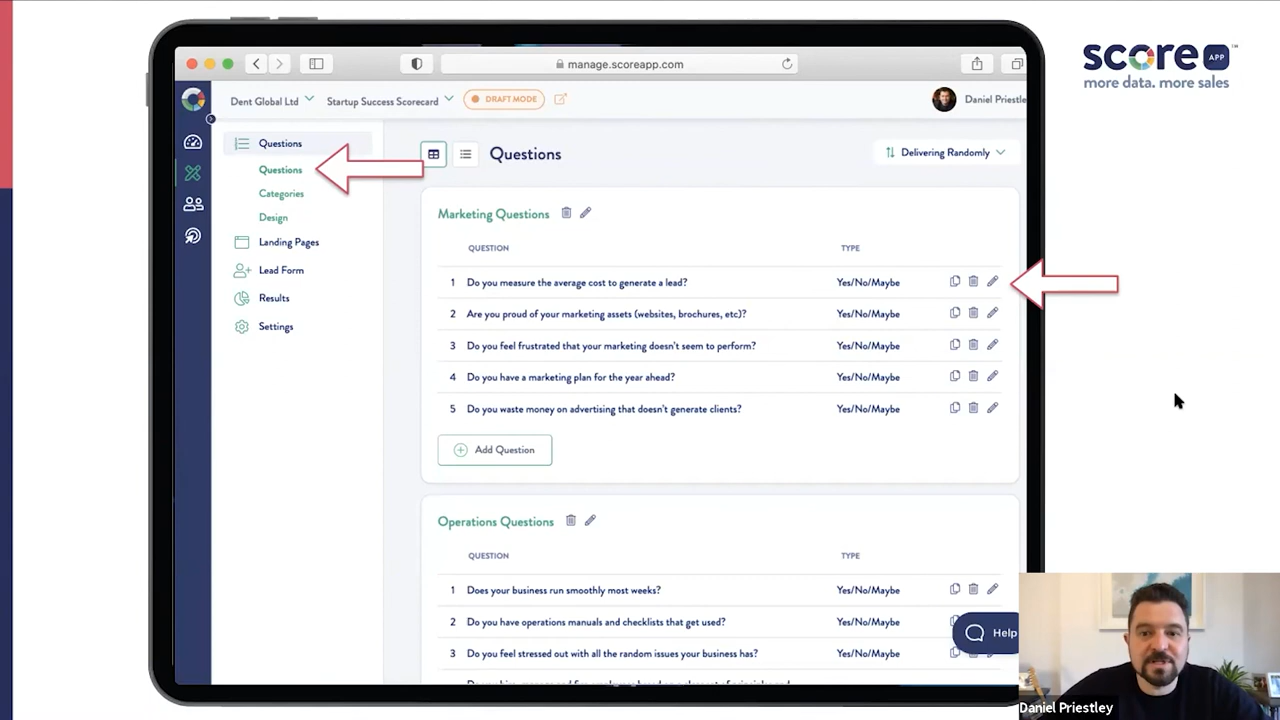 score APP ™
more data. more sales
manage.scoreapp.com
Dent Global Ltd
Startup Success Scorecard
DRAFT MODE
Daniel Priestle
Questions
Questions
Categories
Design
Landing Pages
Lead Form
Results
Settings
Questions
Delivering Randomly
Marketing Questions
QUESTION TYPE
1 Do you measure the average cost to generate a lead? Yes/No/Maybe
2 Are you proud of your marketing assets (websites, brochures, etc)? Yes/No/Maybe
3 Do you feel frustrated that your marketing doesn't seem to perform? Yes/No/Maybe
4 Do you have a marketing plan for the year ahead? Yes/No/Maybe
5 Do you waste money on advertising that doesn't generate clients? Yes/No/Maybe
Add Question
Operations Questions
QUESTION TYPE
1 Does your business run smoothly most weeks? Yes/No/Maybe
2 Do you have operations manuals and checklists that get used? Yes/No/Maybe
3 Do you feel stressed out with all the random issues your business has? Yes/No/Maybe
Help
Daniel Priestley